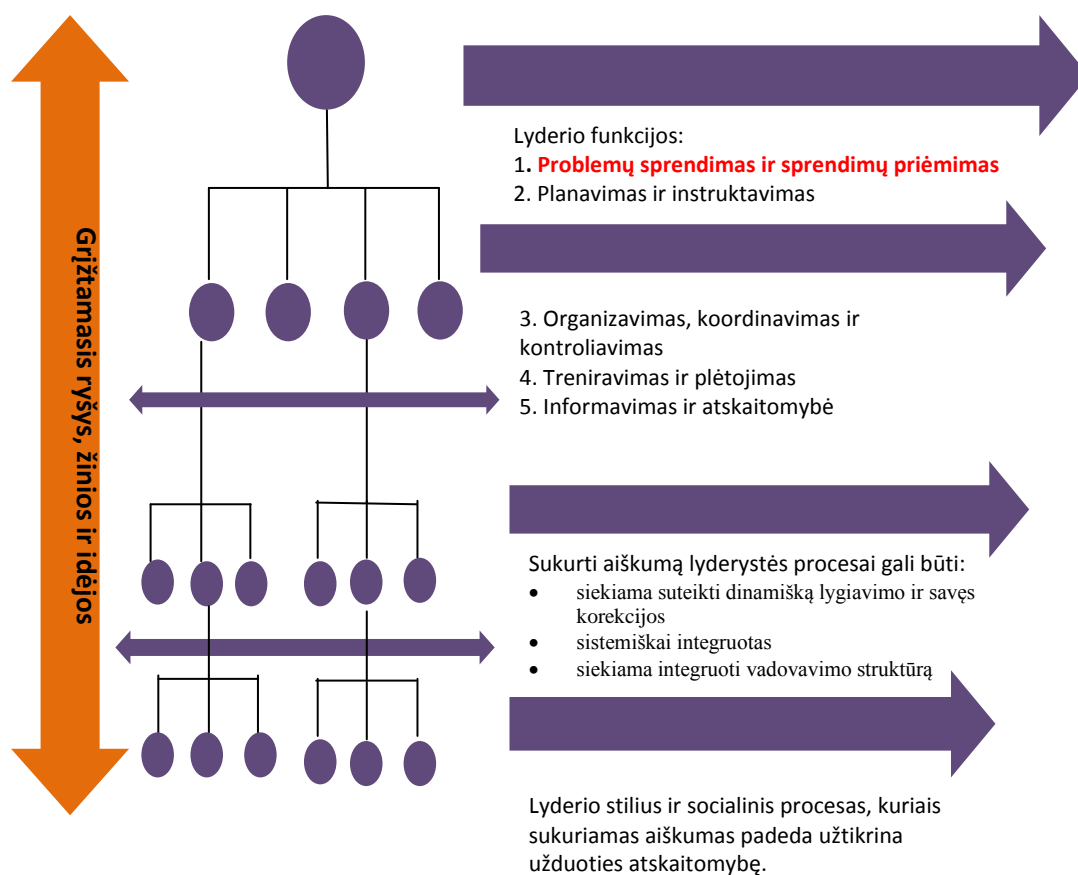 Grįžtamasis ryšys, žinios ir idėjos
Lyderio funkcijos:
1. Problemų sprendimas ir sprendimų priėmimas
2. Planavimas ir instruktavimas
3. Organizavimas, koordinavimas ir
kontroliavimas
4. Treniravimas ir plėtojimas
5. Informavimas ir atskaitomybė
Sukurti aiškumą lyderystės procesai gali būti:
• siekiama suteikti dinamišką lygiavimo ir savęs
korekcijos
• sistemiškai integruotas
• siekiama integruoti vadovavimo struktūrą
Lyderio stilius ir socialinis procesas, kuriais
sukuriamas aiškumas padeda užtikrina
užduoties atskaitomybę.